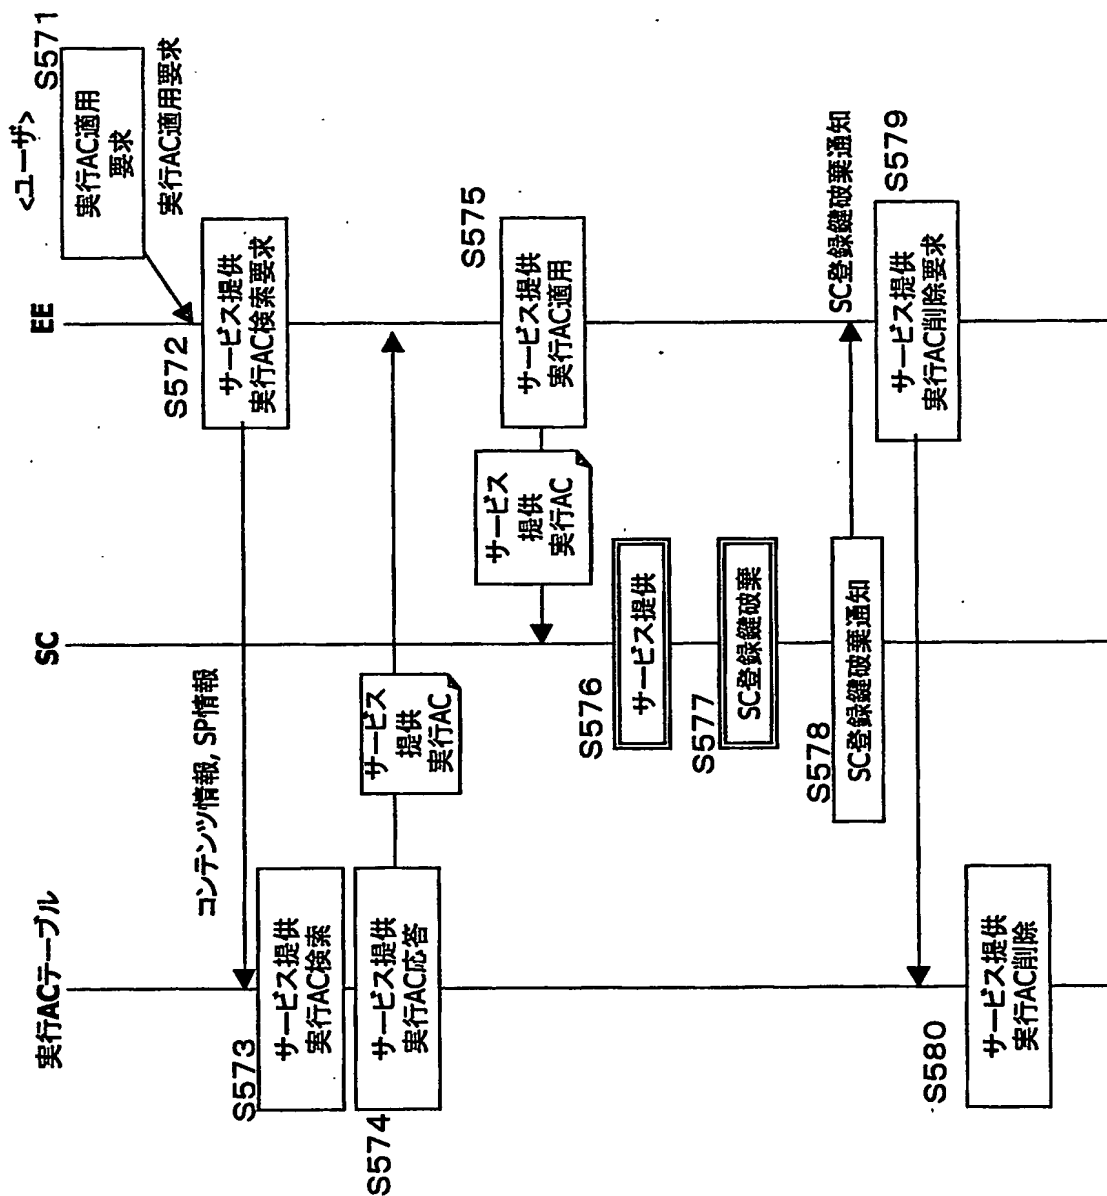 実行ACテーブル
SC
EE
<ユーザ>
S571
実行AC適用
要求
実行AC適用要求
S572
サービス提供
実行AC検索要求
コンテンツ情報, SP情報
S573
サービス提供
実行AC検索
S574
サービス提供
実行AC応答
サービス
提供
実行AC
S575
サービス提供
実行AC適用
サービス
提供
実行AC
S576
サービス提供
S577
SC登録鍵破棄
S578
SC登録鍵破棄通知
SC登録鍵破棄通知
S579
サービス提供
実行AC削除要求
S580
サービス提供
実行AC削除